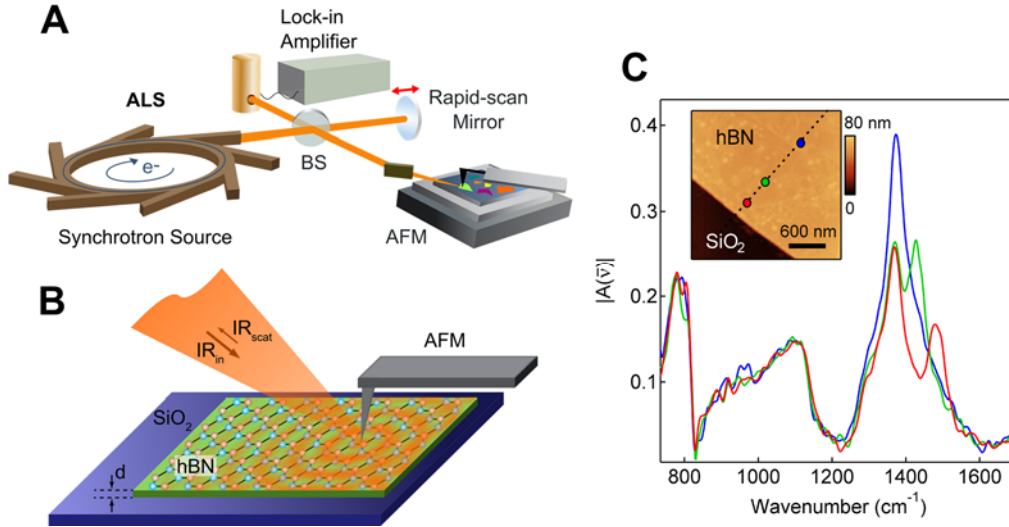 A
Lock-in
Amplifier
ALS
Rapid-scan
Mirror
BS
e-
AFM
Synchrotron Source
B
IRscat
IRin
AFM
SiO2
hBN
d
C
0.4
0.3
0.2
0.1
|A(ν̅)|
hBN
80 nm
0
SiO2
600 nm
800 1000 1200 1400 1600
Wavenumber (cm-1)